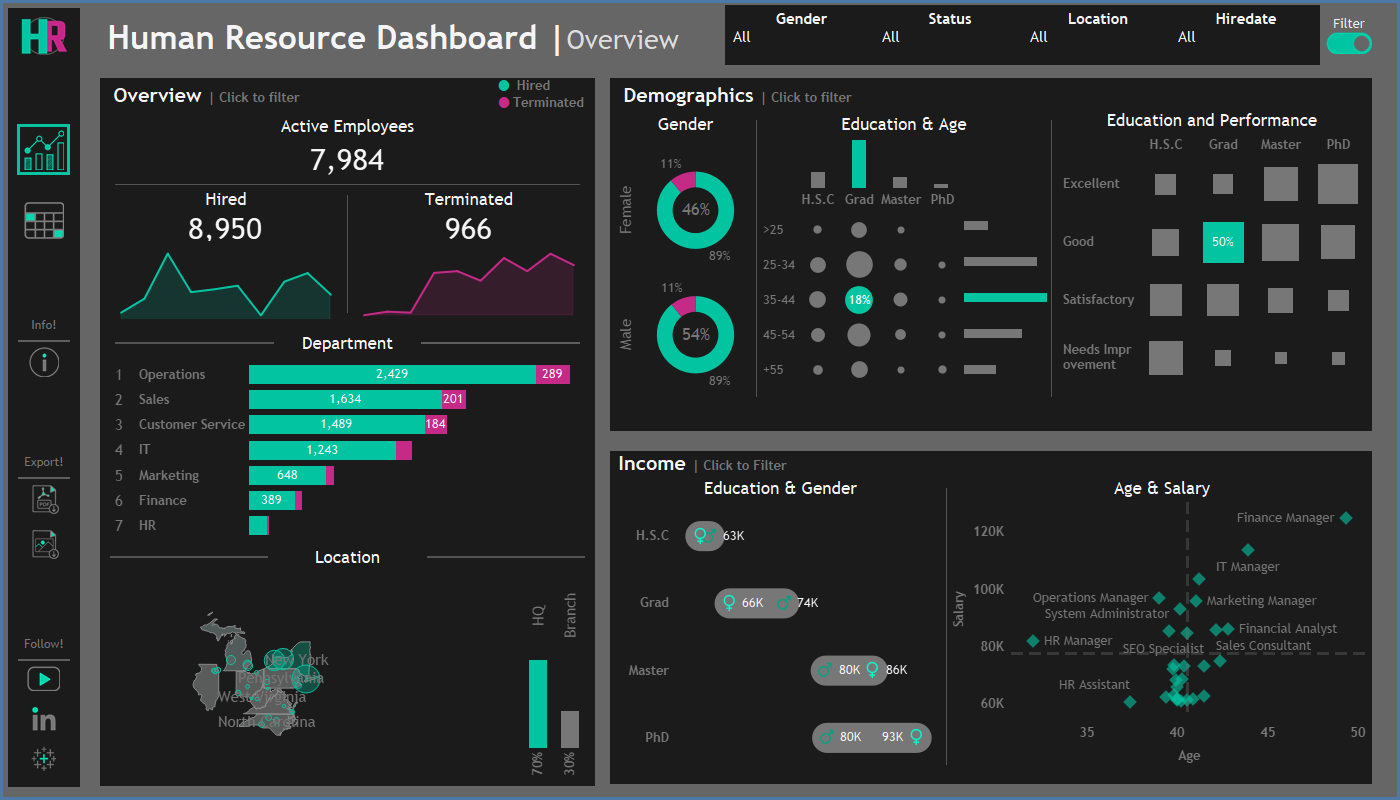 HR
Human Resource Dashboard | Overview
Gender Status Location Hiredate
All All All All
Filter
Info!
Export!
PDF
Follow!
in
Overview | Click to filter
Hired
Terminated
Active Employees
7,984
Hired Terminated
8,950 966
Department
1 Operations 2,429 289
2 Sales 1,634 201
3 Customer Service 1,489 184
4 IT 1,243
5 Marketing 648
6 Finance 389
7 HR
Location
New York
Pennsylvania
West Virginia
North Carolina
HQ Branch
70% 30%
Demographics | Click to filter
Gender
Female 11% 46% 89%
Male 11% 54% 89%
Education & Age
H.S.C Grad Master PhD
>25
25-34
35-44 18%
45-54
+55
Education and Performance
H.S.C Grad Master PhD
Excellent
Good 50%
Satisfactory
Needs Impr
ovement
Income | Click to Filter
Education & Gender
H.S.C 63K
Grad 66K 74K
Master 80K 86K
PhD 80K 93K
Age & Salary
Salary
120K
100K
80K
60K
Finance Manager
IT Manager
Operations Manager
Marketing Manager
System Administrator
Financial Analyst
HR Manager
SEO Specialist
Sales Consultant
HR Assistant
35 40 45 50
Age